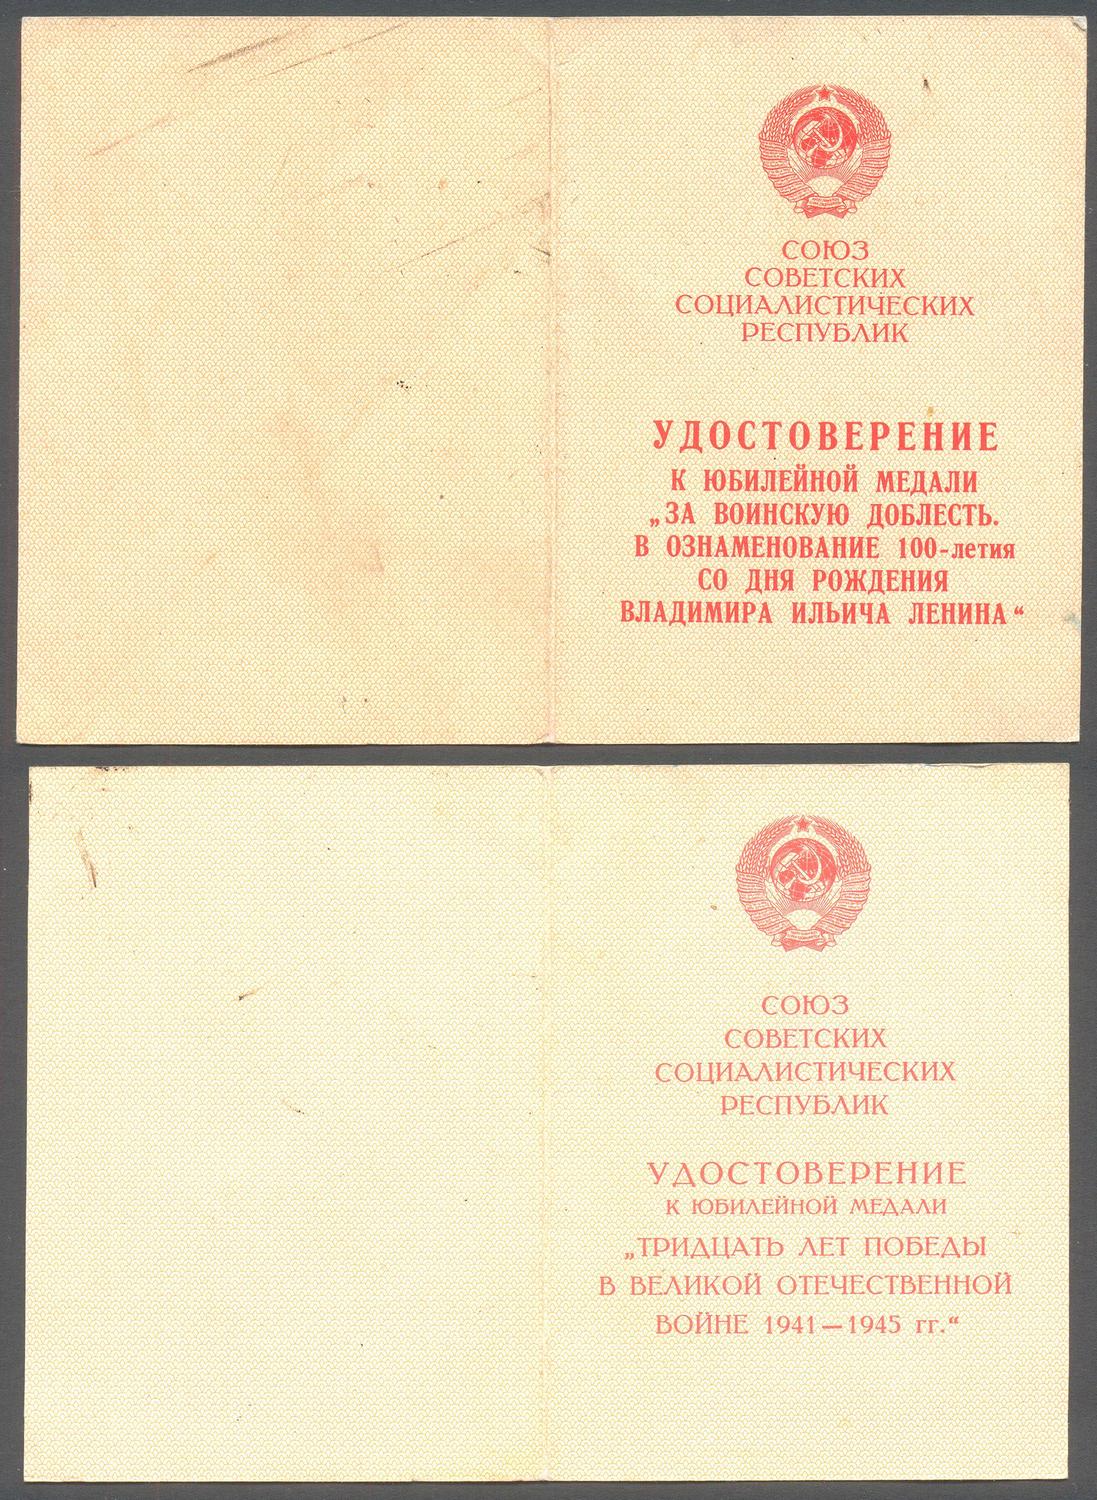 СОЮЗ
СОВЕТСКИХ
СОЦИАЛИСТИЧЕСКИХ
РЕСПУБЛИК
УДОСТОВЕРЕНИЕ
К ЮБИЛЕЙНОЙ МЕДАЛИ
„ЗА ВОИНСКУЮ ДОБЛЕСТЬ.
В ОЗНАМЕНОВАНИЕ 100-летия
СО ДНЯ РОЖДЕНИЯ
ВЛАДИМИРА ИЛЬИЧА ЛЕНИНА“
СОЮЗ
СОВЕТСКИХ
СОЦИАЛИСТИЧЕСКИХ
РЕСПУБЛИК
УДОСТОВЕРЕНИЕ
К ЮБИЛЕЙНОЙ МЕДАЛИ
„ТРИДЦАТЬ ЛЕТ ПОБЕДЫ
В ВЕЛИКОЙ ОТЕЧЕСТВЕННОЙ
ВОЙНЕ 1941—1945 гг.“